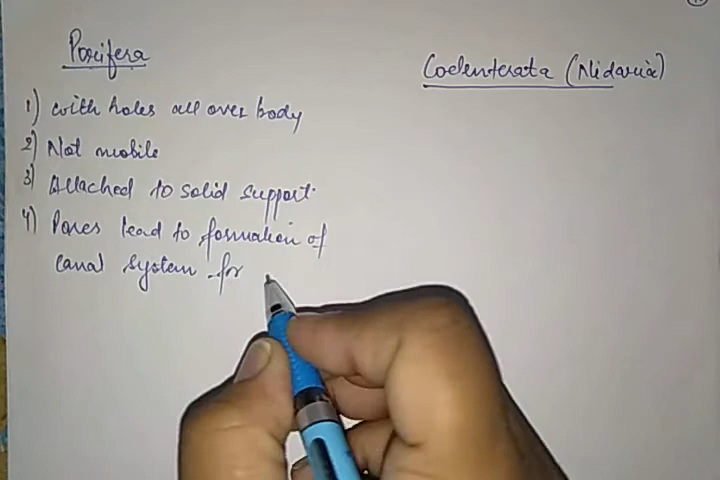 Porifera
Coelenterata (Nidaria)
1) with holes all over body
2) Not mobile
3) Attached to solid support.
4) Pores lead to formation of
canal system for